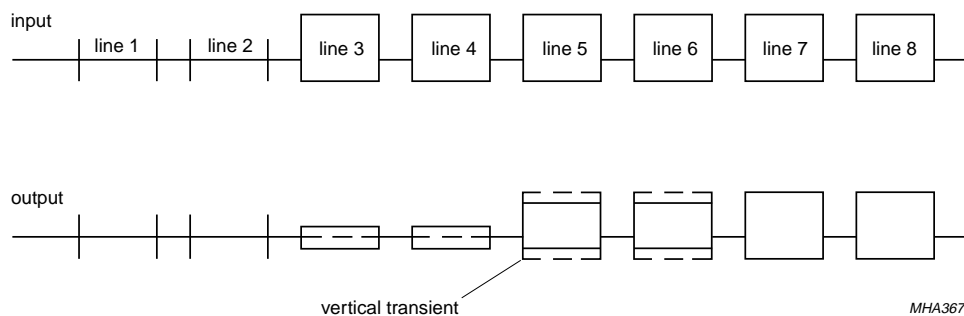 input
line 1 line 2 line 3 line 4 line 5 line 6 line 7 line 8
output
vertical transient
MHA367